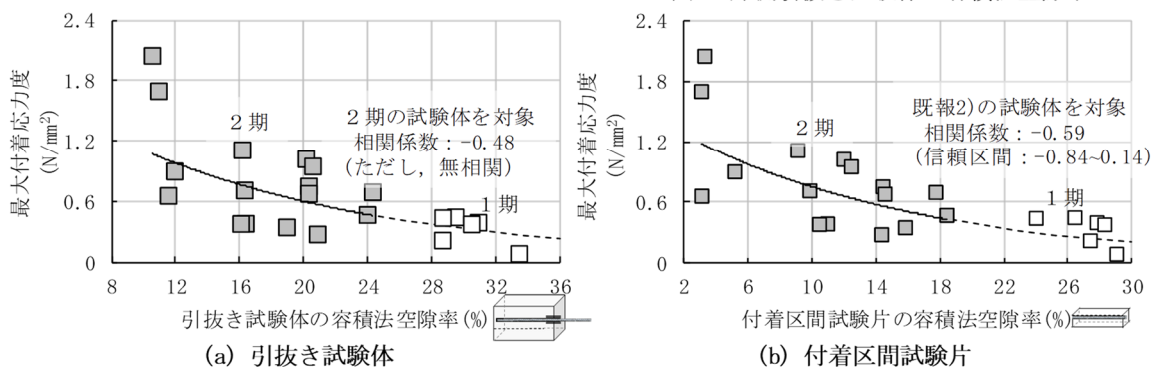 2.4
1.8
1.2
0.6
0
最大付着応力度
(N/mm²)
2期
2期の試験体を対象
相関係数：-0.48
(ただし，無相関)
1期
8 12 16 20 24 28 32 36
引抜き試験体の容積法空隙率(%)
(a) 引抜き試験体
2.4
1.8
1.2
0.6
0
最大付着応力度
(N/mm²)
2期
既報2)の試験体を対象
相関係数：-0.59
(信頼区間：-0.84~0.14)
1期
2 6 10 14 18 22 26 30
付着区間試験片の容積法空隙率(%)
(b) 付着区間試験片